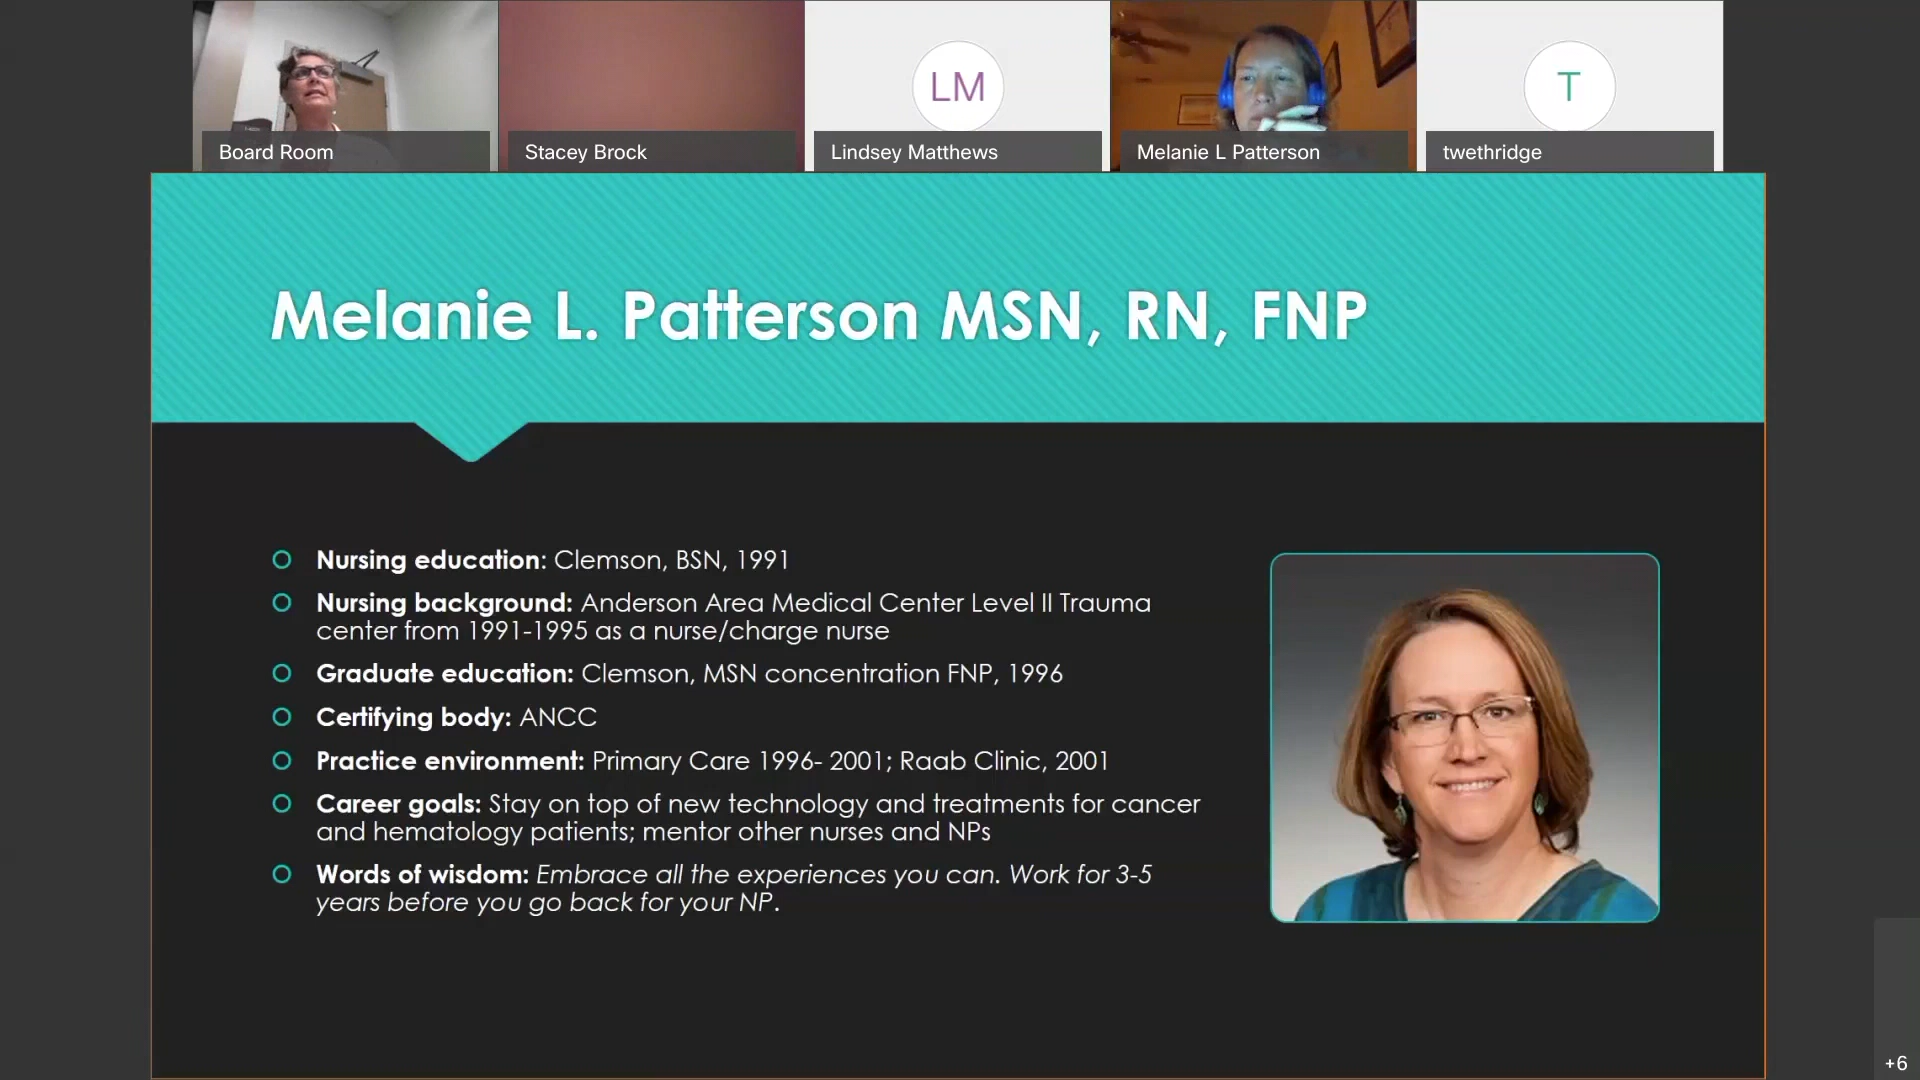 Board Room
Stacey Brock
LM
Lindsey Matthews
Melanie L Patterson
T
twethridge
Melanie L. Patterson MSN, RN, FNP
Nursing education: Clemson, BSN, 1991
Nursing background: Anderson Area Medical Center Level II Trauma
center from 1991-1995 as a nurse/charge nurse
Graduate education: Clemson, MSN concentration FNP, 1996
Certifying body: ANCC
Practice environment: Primary Care 1996- 2001; Raab Clinic, 2001
Career goals: Stay on top of new technology and treatments for cancer
and hematology patients; mentor other nurses and NPs
Words of wisdom: Embrace all the experiences you can. Work for 3-5
years before you go back for your NP.
+6